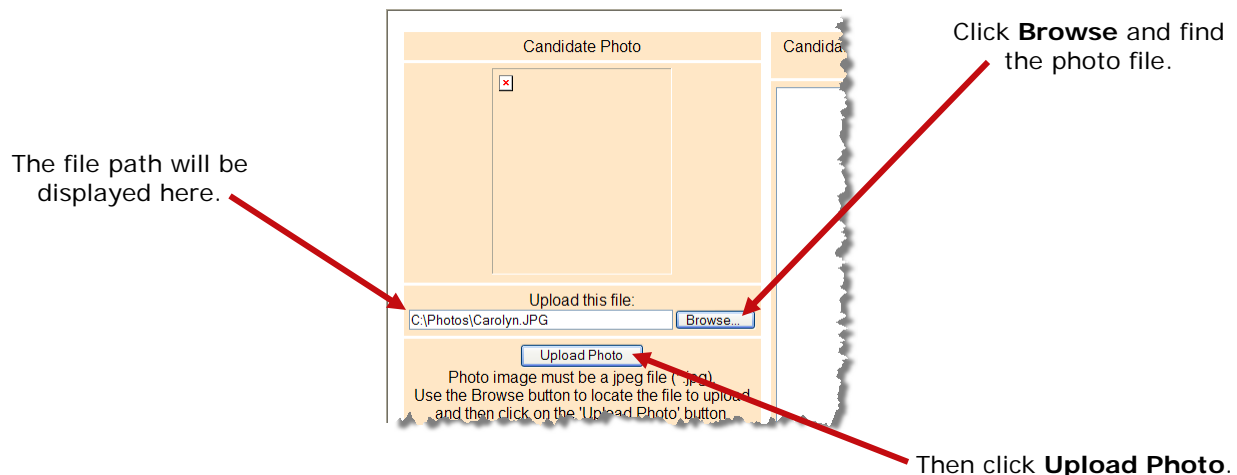 Click Browse and find
the photo file.
The file path will be
displayed here.
Candidate Photo
Candida
Upload this file:
C:\Photos\Carolyn.JPG
Browse...
Upload Photo
Photo image must be a jpeg file (*.jpg).
Use the Browse button to locate the file to upload
and then click on the 'Upload Photo' button
Then click Upload Photo.